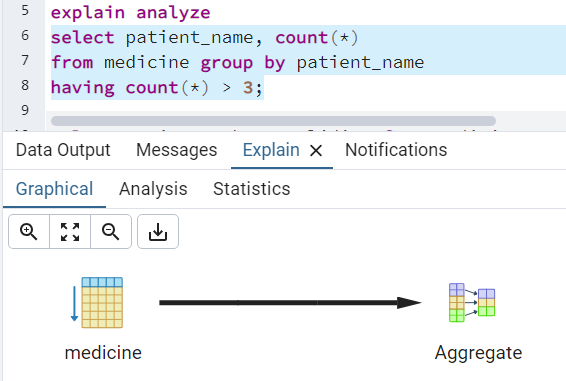 5 explain analyze
6 select patient_name, count(*)
7 from medicine group by patient_name
8 having count(*) > 3;
9
Data Output Messages Explain × Notifications
Graphical Analysis Statistics
medicine Aggregate